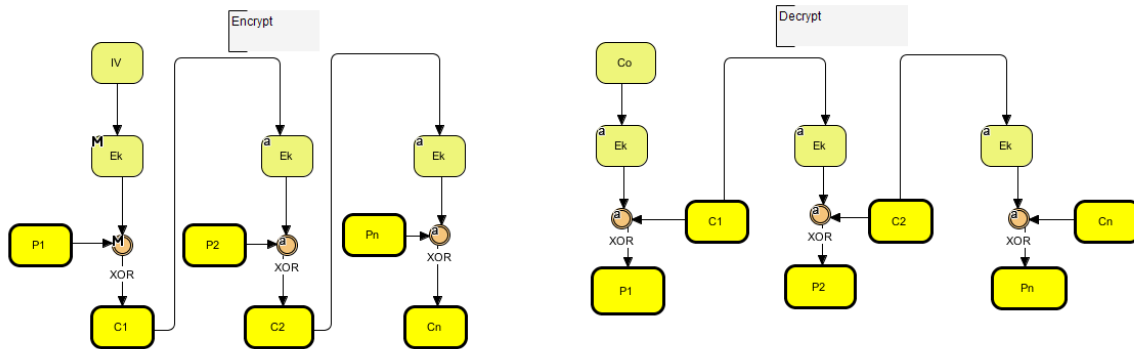 Encrypt
IV
M
Ek
a
Ek
a
Ek
P1
M
XOR
P2
a
XOR
Pn
a
XOR
C1
C2
Cn
Decrypt
Co
a
Ek
a
Ek
a
Ek
a
XOR
C1
a
XOR
C2
a
XOR
Cn
P1
P2
Pn